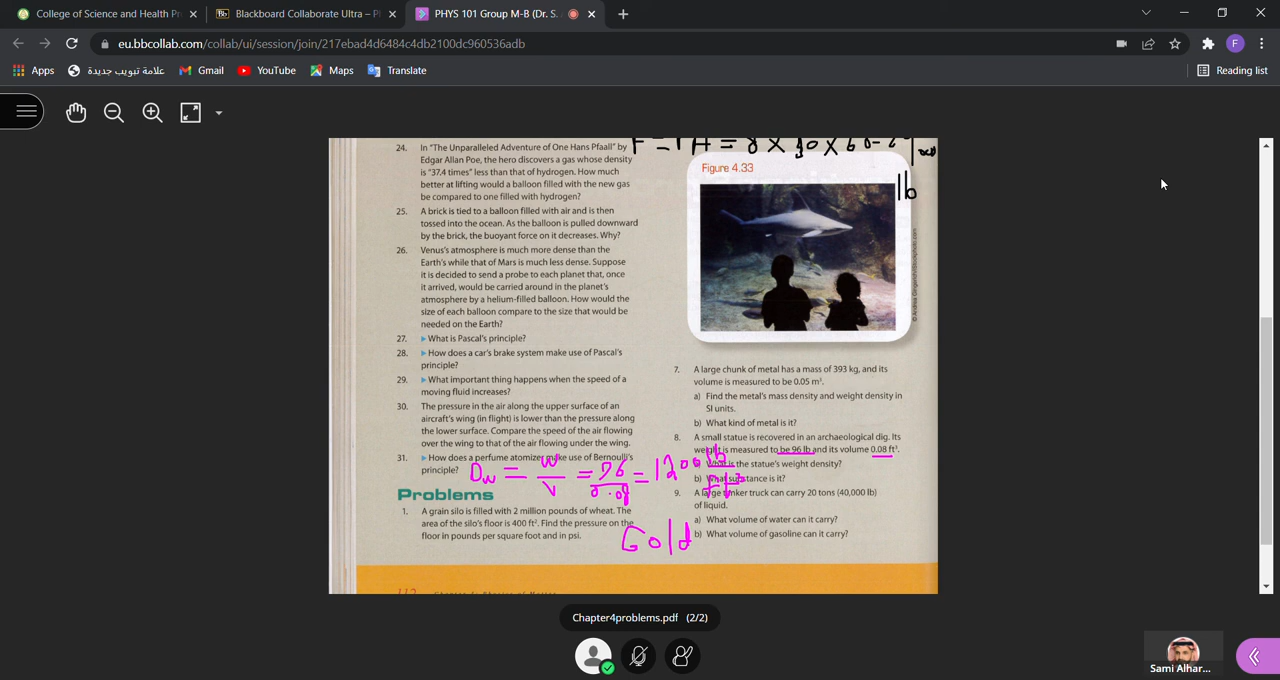 College of Science and Health Pr
Blackboard Collaborate Ultra – Pl
PHYS 101 Group M-B (Dr. S.
eu.bbcollab.com/collab/ui/session/join/217ebad4d6484c4db2100dc960536adb
F
Apps
علامة تبويب جديدة
Gmail
YouTube
Maps
Translate
Reading list
F = PA = 8 X 30 X 60
lb
24. In "The Unparalleled Adventure of One Hans Pfaall" by
Edgar Allan Poe, the hero discovers a gas whose density
is "37.4 times" less than that of hydrogen. How much
better at lifting would a balloon filled with the new gas
be compared to one filled with hydrogen?
25. A brick is tied to a balloon filled with air and is then
tossed into the ocean. As the balloon is pulled downward
by the brick, the buoyant force on it decreases. Why?
26. Venus's atmosphere is much more dense than the
Earth's while that of Mars is much less dense. Suppose
it is decided to send a probe to each planet that, once
it arrived, would be carried around in the planet's
atmosphere by a helium-filled balloon. How would the
size of each balloon compare to the size that would be
needed on the Earth?
27. ▸ What is Pascal's principle?
28. ▸ How does a car's brake system make use of Pascal's
principle?
29. ▸ What important thing happens when the speed of a
moving fluid increases?
30. The pressure in the air along the upper surface of an
aircraft's wing (in flight) is lower than the pressure along
the lower surface. Compare the speed of the air flowing
over the wing to that of the air flowing under the wing.
31. ▸ How does a perfume atomizer make use of Bernoulli's
principle?
Dw = W/V = 96/0.08 = 1200 lb/Ft³
Gold
Problems
1. A grain silo is filled with 2 million pounds of wheat. The
area of the silo's floor is 400 ft². Find the pressure on the
floor in pounds per square foot and in psi.
Figure 4.33
7. A large chunk of metal has a mass of 393 kg, and its
volume is measured to be 0.05 m³.
a) Find the metal's mass density and weight density in
SI units.
b) What kind of metal is it?
8. A small statue is recovered in an archaeological dig. Its
weight is measured to be 96 lb and its volume 0.08 ft³.
a) What is the statue's weight density?
b) What substance is it?
9. A large tanker truck can carry 20 tons (40,000 lb)
of liquid.
a) What volume of water can it carry?
b) What volume of gasoline can it carry?
Chapter4problems.pdf (2/2)
Sami Alhar...